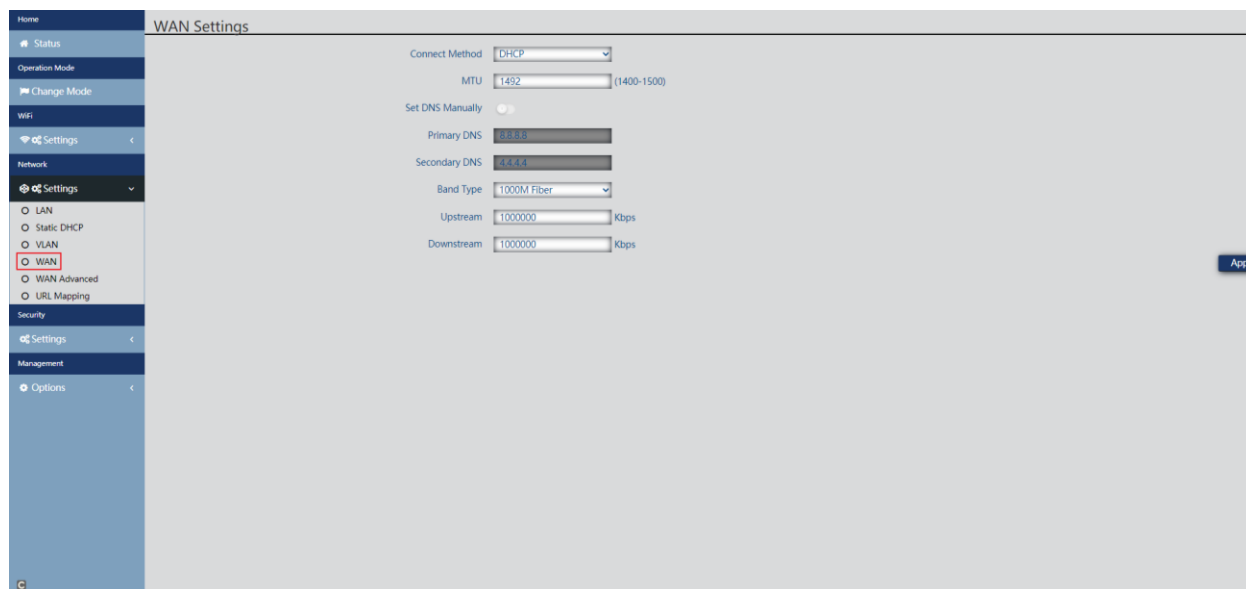 Home
Status
Operation Mode
Change Mode
WiFi
Settings
Network
Settings
LAN
Static DHCP
VLAN
WAN
WAN Advanced
URL Mapping
Security
Settings
Management
Options
WAN Settings
Connect Method DHCP
MTU 1492 (1400-1500)
Set DNS Manually
Primary DNS 8.8.8.8
Secondary DNS 4.4.4.4
Band Type 1000M Fiber
Upstream 1000000 Kbps
Downstream 1000000 Kbps
App